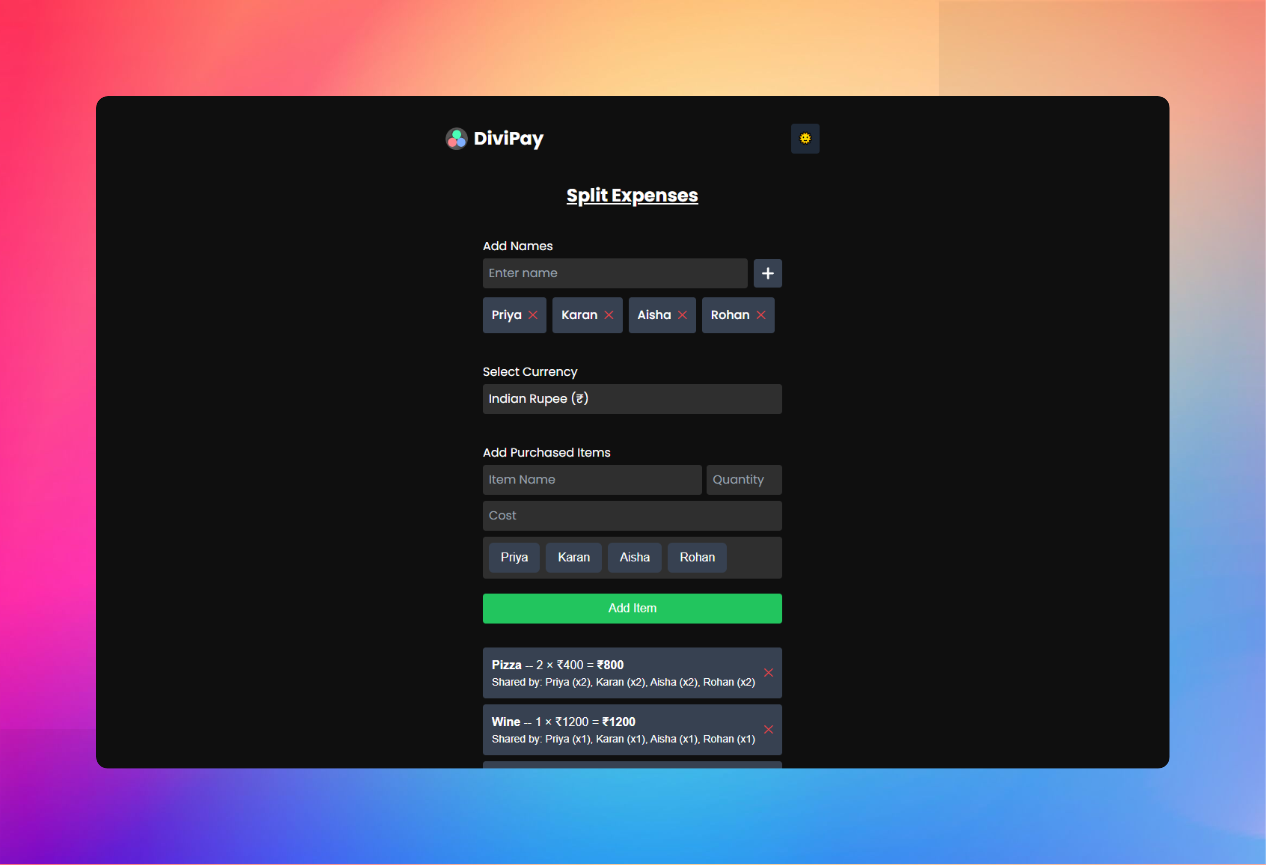 DiviPay
Split Expenses
Add Names
Enter name
Priya Karan Aisha Rohan
Select Currency
Indian Rupee (₹)
Add Purchased Items
Item Name Quantity
Cost
Priya Karan Aisha Rohan
Add Item
Pizza -- 2 × ₹400 = ₹800
Shared by: Priya (x2), Karan (x2), Aisha (x2), Rohan (x2)
Wine -- 1 × ₹1200 = ₹1200
Shared by: Priya (x1), Karan (x1), Aisha (x1), Rohan (x1)